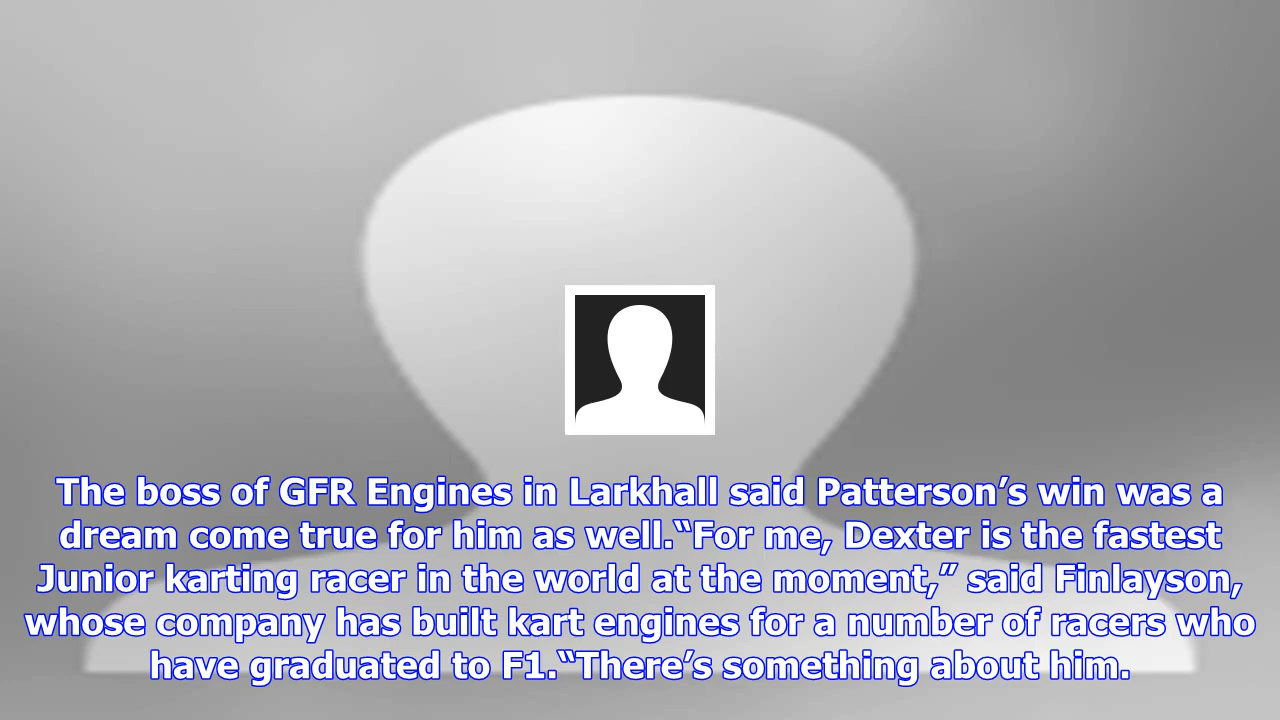 The boss of GFR Engines in Larkhall said Patterson’s win was a
dream come true for him as well.“For me, Dexter is the fastest
Junior karting racer in the world at the moment,” said Finlayson,
whose company has built kart engines for a number of racers who
have graduated to F1.“There’s something about him.